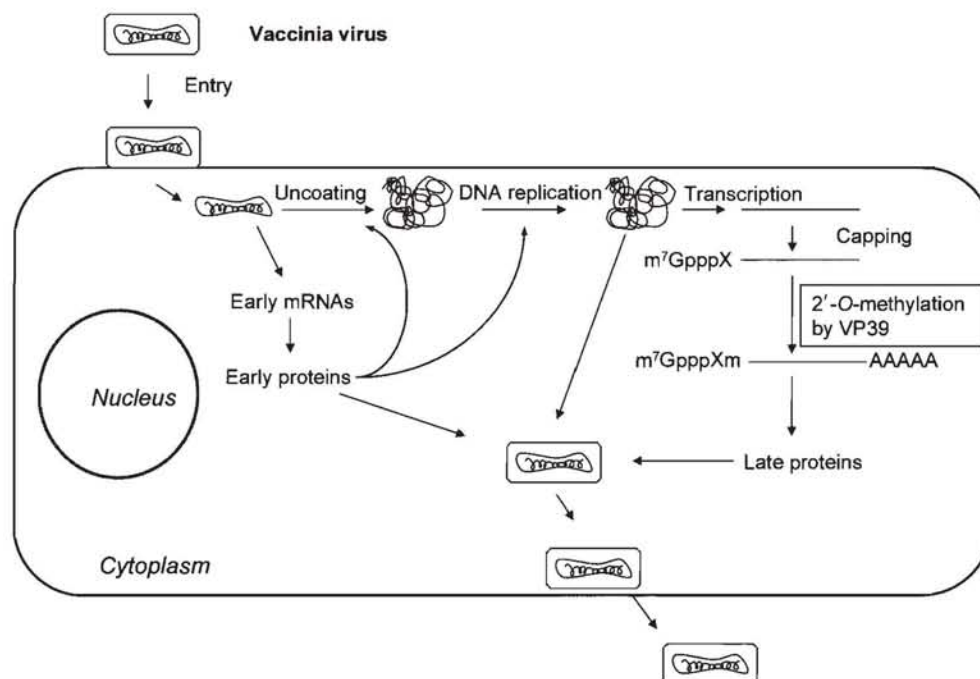 Vaccinia virus
Entry
Uncoating
DNA replication
Transcription
Capping
m⁷GpppX
Early mRNAs
2′-O-methylation
by VP39
m⁷GpppXm
AAAAA
Early proteins
Nucleus
Late proteins
Cytoplasm